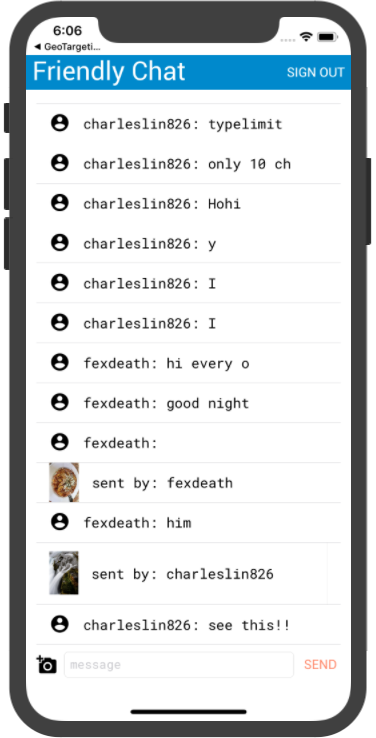 6:06
GeoTargeti...
Friendly Chat
SIGN OUT
charleslin826: typelimit
charleslin826: only 10 ch
charleslin826: Hohi
charleslin826: y
charleslin826: I
charleslin826: I
fexdeath: hi every o
fexdeath: good night
fexdeath:
sent by: fexdeath
fexdeath: him
sent by: charleslin826
charleslin826: see this!!
message
SEND